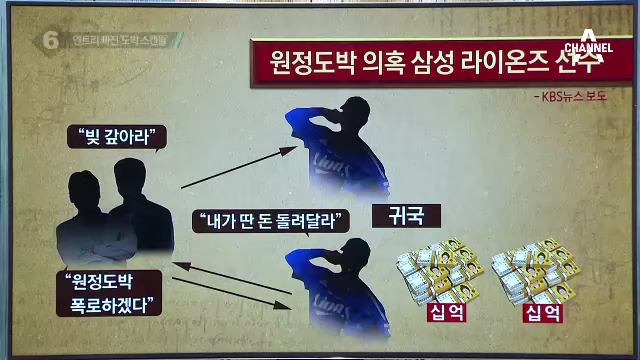 6 엔트리 빠진 '도박 스캔들'
CHANNEL A
원정도박 의혹 삼성 라이온즈 선수
- KBS뉴스 보도
"빚 갚아라"
"내가 딴 돈 돌려달라"
귀국
"원정도박
폭로하겠다"
십 억
십 억